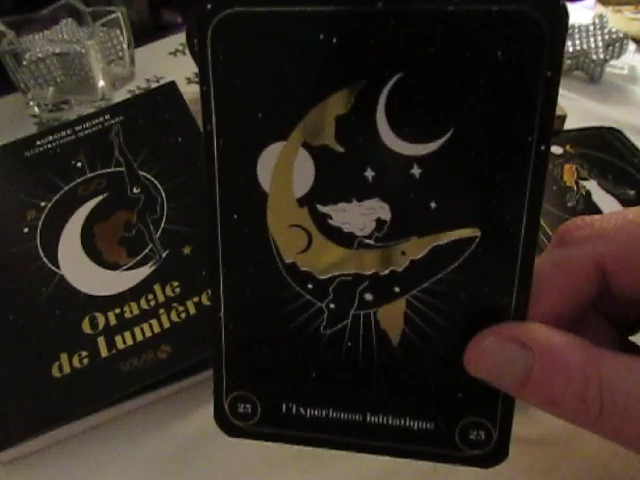 AURORE WIDMER
Oracle
de Lumière
SOLAR
L'Expérience Initiatique
25
25